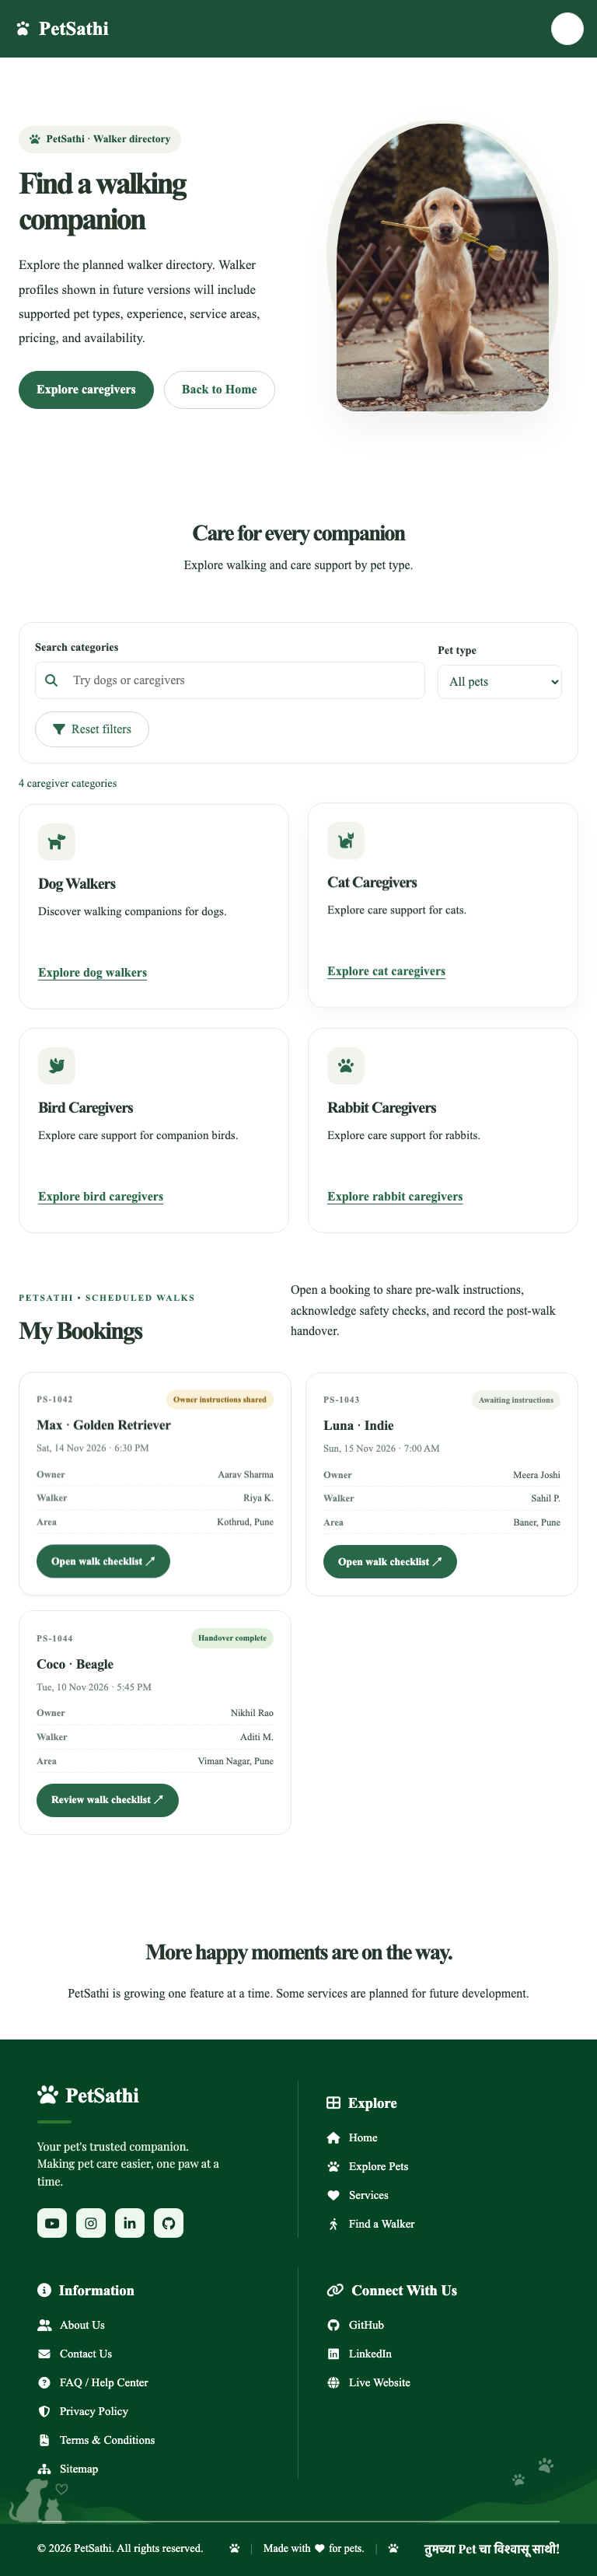 PetSathi
PetSathi · Walker directory
Find a walking
companion
Explore the planned walker directory. Walker
profiles shown in future versions will include
supported pet types, experience, service areas,
pricing, and availability.
Explore caregivers
Back to Home
Care for every companion
Explore walking and care support by pet type.
Search categories
Pet type
Try dogs or caregivers
All pets
Reset filters
4 caregiver categories
Dog Walkers
Discover walking companions for dogs.
Explore dog walkers
Cat Caregivers
Explore care support for cats.
Explore cat caregivers
Bird Caregivers
Explore care support for companion birds.
Explore bird caregivers
Rabbit Caregivers
Explore care support for rabbits.
Explore rabbit caregivers
PETSATHI • SCHEDULED WALKS
My Bookings
Open a booking to share pre-walk instructions,
acknowledge safety checks, and record the post-walk
handover.
PS-1042
Owner instructions shared
Max · Golden Retriever
Sat, 14 Nov 2026 · 6:30 PM
Owner Aarav Sharma
Walker Riya K.
Area Kothrud, Pune
Open walk checklist ↗
PS-1043
Awaiting instructions
Luna · Indie
Sun, 15 Nov 2026 · 7:00 AM
Owner Meera Joshi
Walker Sahil P.
Area Baner, Pune
Open walk checklist ↗
PS-1044
Handover complete
Coco · Beagle
Tue, 10 Nov 2026 · 5:45 PM
Owner Nikhil Rao
Walker Aditi M.
Area Viman Nagar, Pune
Review walk checklist ↗
More happy moments are on the way.
PetSathi is growing one feature at a time. Some services are planned for future development.
PetSathi
Your pet's trusted companion.
Making pet care easier, one paw at a
time.
Explore
Home
Explore Pets
Services
Find a Walker
Information
About Us
Contact Us
FAQ / Help Center
Privacy Policy
Terms & Conditions
Sitemap
Connect With Us
GitHub
LinkedIn
Live Website
© 2026 PetSathi. All rights reserved.
| Made with ♥ for pets. |
तुमच्या Pet चा विश्वासू साथी!